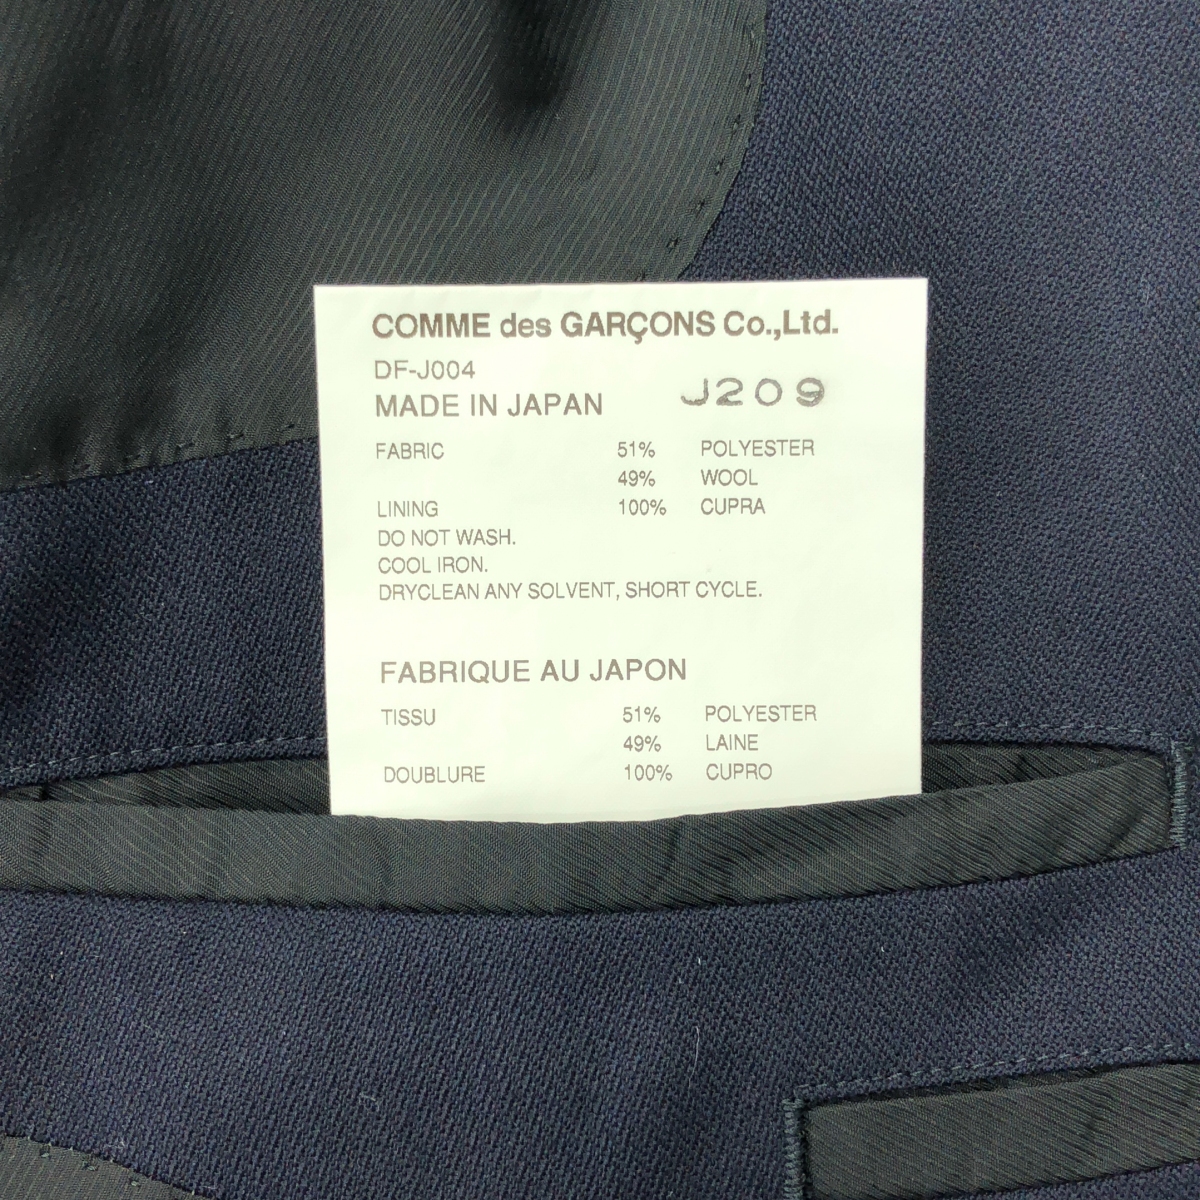 COMME des GARÇONS Co.,Ltd.
DF-J004
MADE IN JAPAN J209
FABRIC 51% POLYESTER
49% WOOL
LINING 100% CUPRA
DO NOT WASH.
COOL IRON.
DRYCLEAN ANY SOLVENT, SHORT CYCLE.
FABRIQUE AU JAPON
TISSU 51% POLYESTER
49% LAINE
DOUBLURE 100% CUPRO